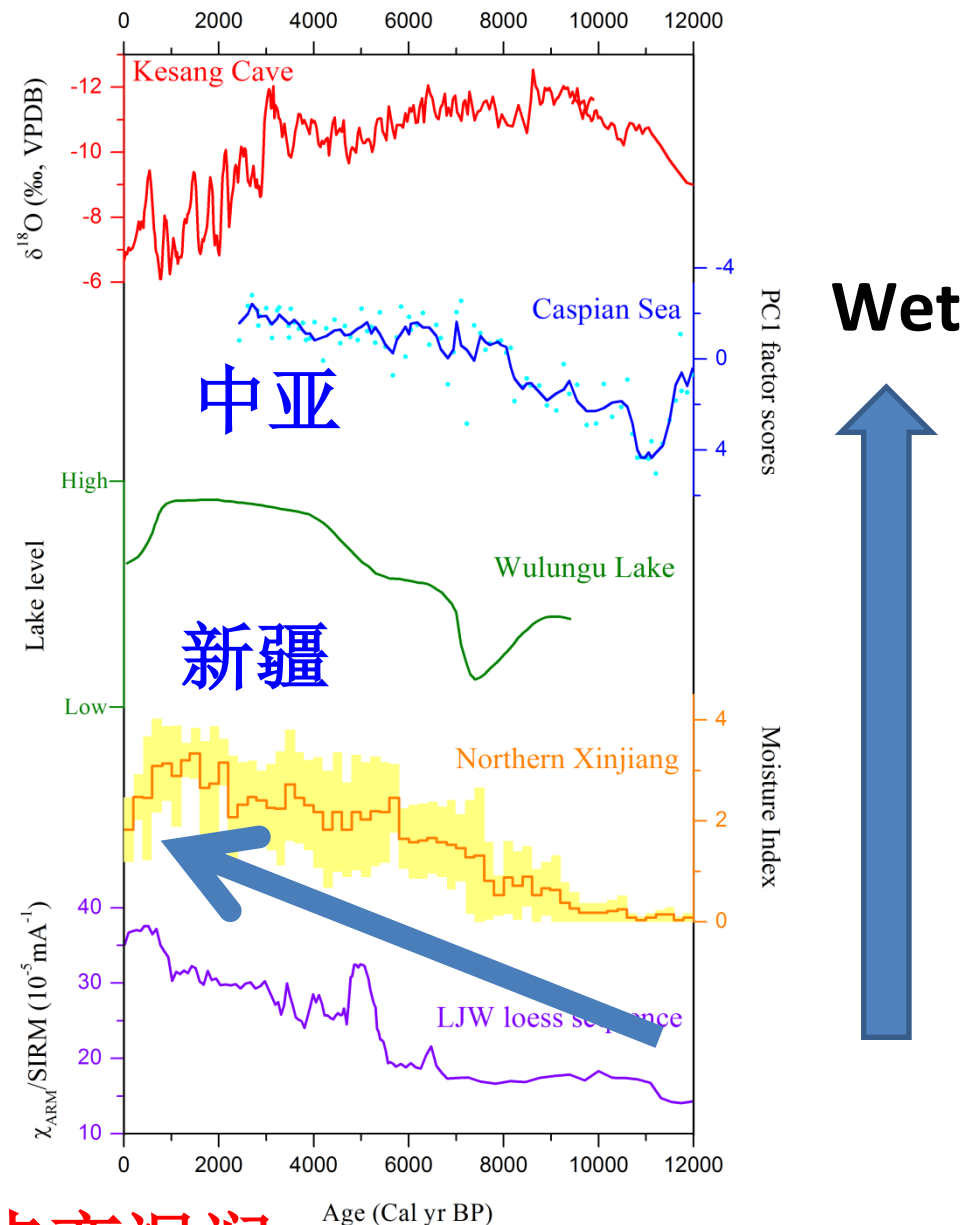 0 2000 4000 6000 8000 10000 12000
Kesang Cave
-12
-10
-8
-6
δ18O (‰, VPDB)
-4
0
4
PC1 factor scores
Caspian Sea
中亚
Wet
High
Low
Lake level
Wulungu Lake
新疆
Northern Xinjiang
4
2
0
Moisture Index
40
30
20
10
χARM/SIRM (10-5mA-1)
LJW loess
0 2000 4000 6000 8000 10000 12000
Age (Cal yr BP)